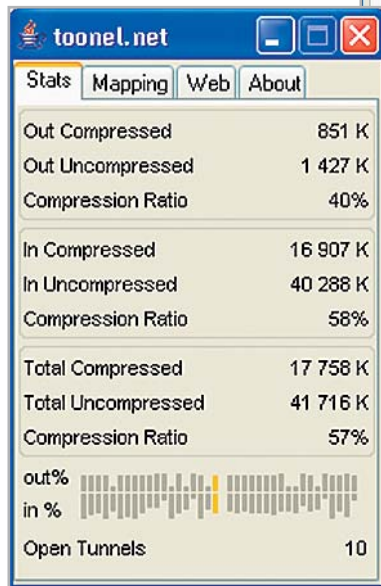 toonel.net
Stats Mapping Web About
Out Compressed 851 K
Out Uncompressed 1 427 K
Compression Ratio 40%
In Compressed 16 907 K
In Uncompressed 40 288 K
Compression Ratio 58%
Total Compressed 17 758 K
Total Uncompressed 41 716 K
Compression Ratio 57%
out%
in %
Open Tunnels 10